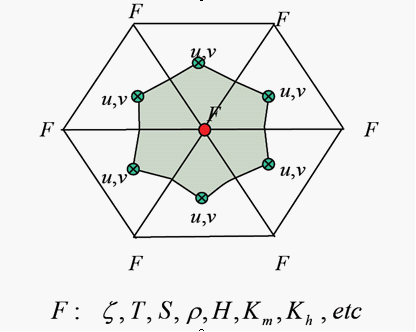 F F
u,v
u,v u,v
F F F
u,v u,v
u,v
F F
F : ζ , T , S , ρ , H , K_m , K_h , etc